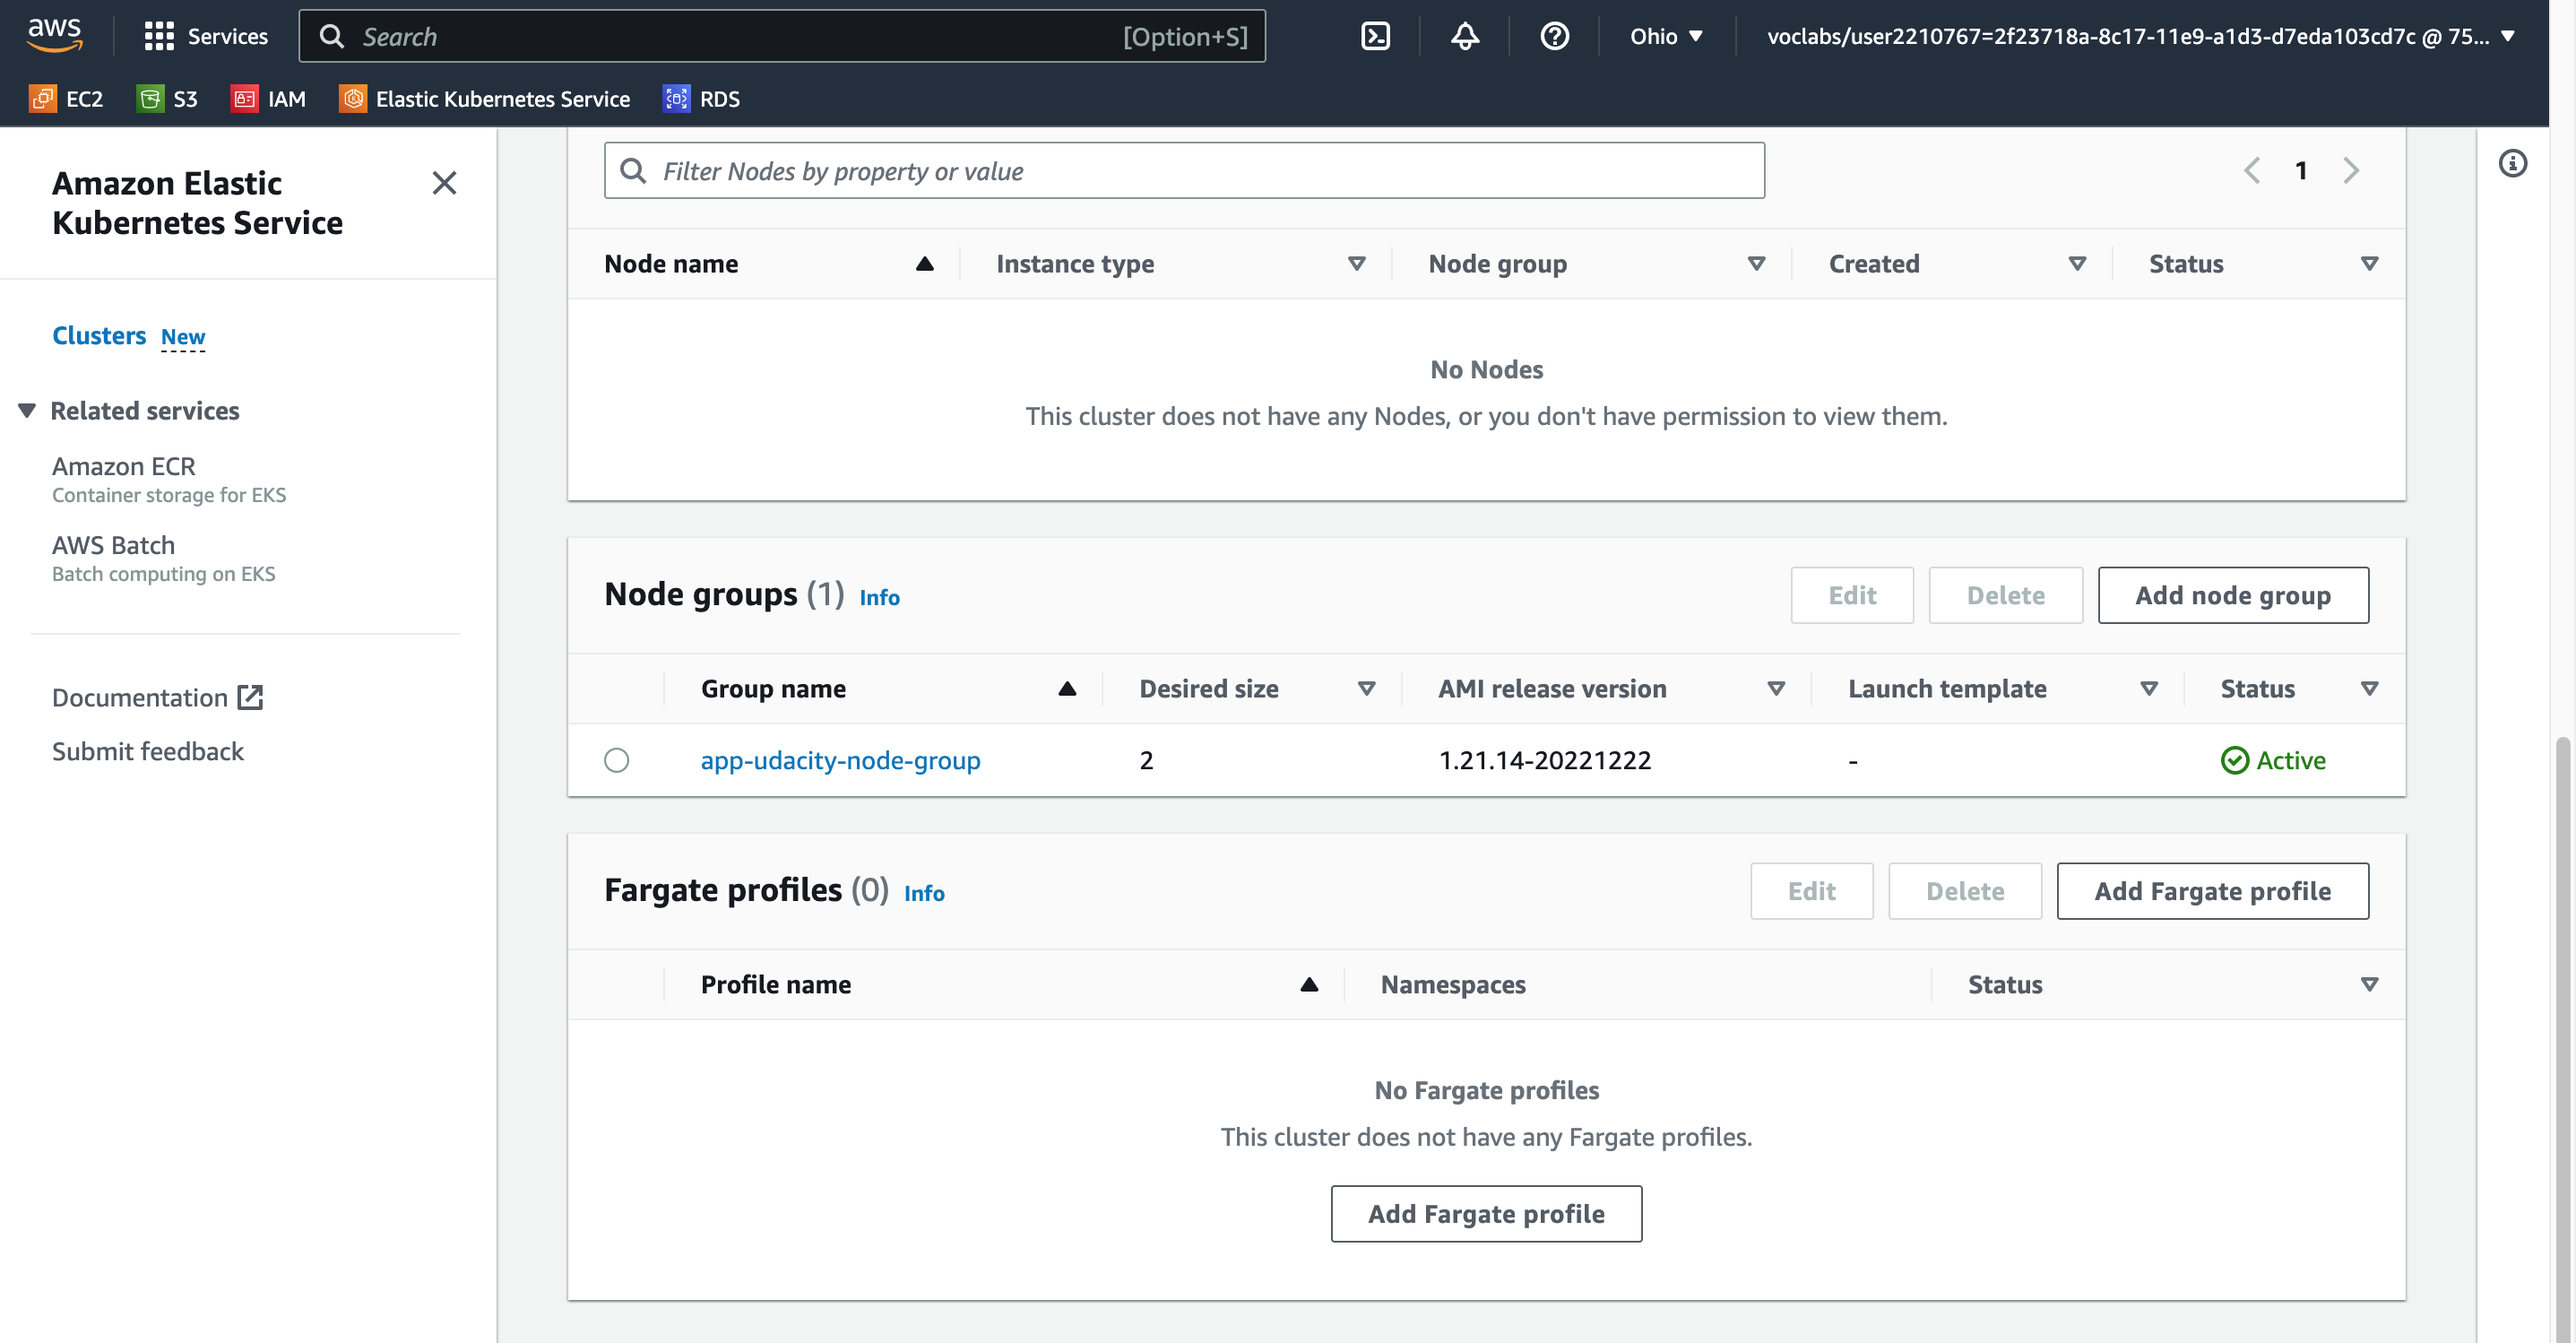 aws
Services
Search
[Option+S]
Ohio
voclabs/user2210767=2f23718a-8c17-11e9-a1d3-d7eda103cd7c @ 75...
EC2
S3
IAM
Elastic Kubernetes Service
RDS
Amazon Elastic
Kubernetes Service
Clusters New
Related services
Amazon ECR
Container storage for EKS
AWS Batch
Batch computing on EKS
Documentation
Submit feedback
Filter Nodes by property or value
1
Node name Instance type Node group Created Status
No Nodes
This cluster does not have any Nodes, or you don't have permission to view them.
Node groups (1) Info
Edit Delete Add node group
Group name Desired size AMI release version Launch template Status
app-udacity-node-group 2 1.21.14-20221222 - Active
Fargate profiles (0) Info
Edit Delete Add Fargate profile
Profile name Namespaces Status
No Fargate profiles
This cluster does not have any Fargate profiles.
Add Fargate profile